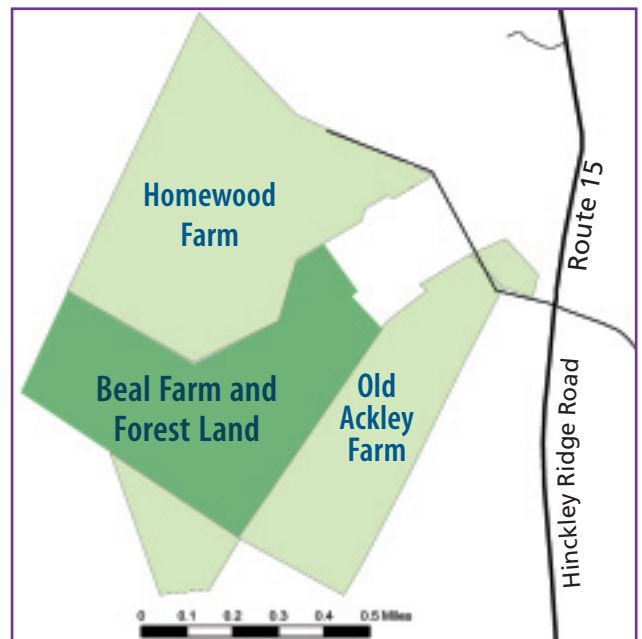 Homewood
Farm
Route 15
Beal Farm and
Forest Land
Old
Ackley
Farm
Hinckley Ridge Road
0 0.1 0.2 0.3 0.4 0.5 Miles